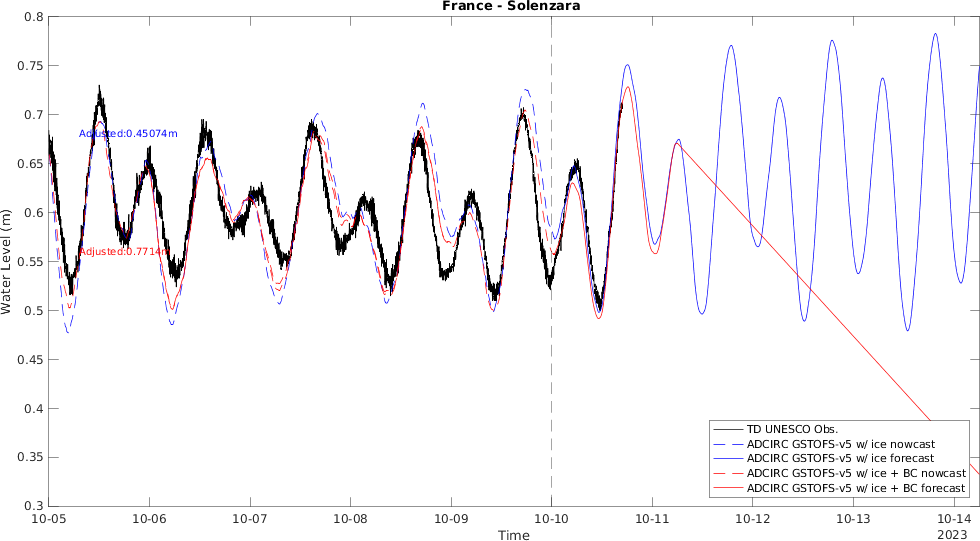 France - Solenzara
0.8
0.75
0.7
0.65
0.6
0.55
0.5
0.45
0.4
0.35
0.3
Water Level (m)
Adjusted:0.45074m
Adjusted:0.7714m
TD UNESCO Obs.
ADCIRC GSTOFS-v5 w/ ice nowcast
ADCIRC GSTOFS-v5 w/ ice forecast
ADCIRC GSTOFS-v5 w/ ice + BC nowcast
ADCIRC GSTOFS-v5 w/ ice + BC forecast
10-05 10-06 10-07 10-08 10-09 10-10 10-11 10-12 10-13 10-14
Time
2023